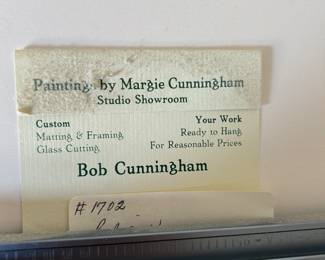 Paintings by Margie Cunningham
Studio Showroom
Custom
Matting & Framing
Glass Cutting
Your Work
Ready to Hang
For Reasonable Prices
Bob Cunningham
# 1702